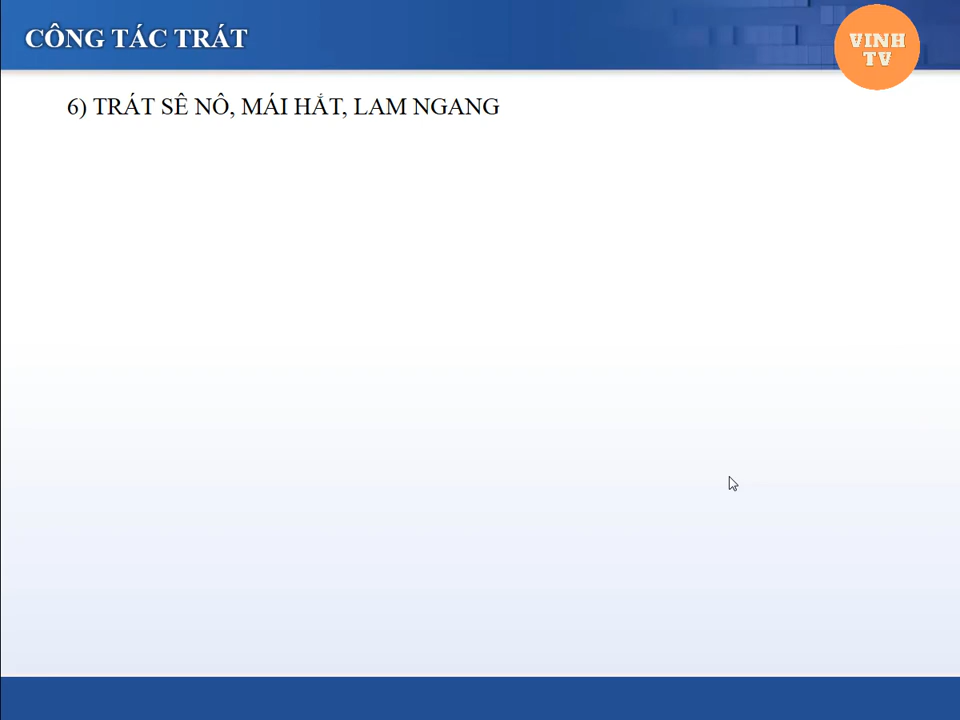 CÔNG TÁC TRÁT
VINH
TV
6) TRÁT SÊ NÔ, MÁI HẮT, LAM NGANG